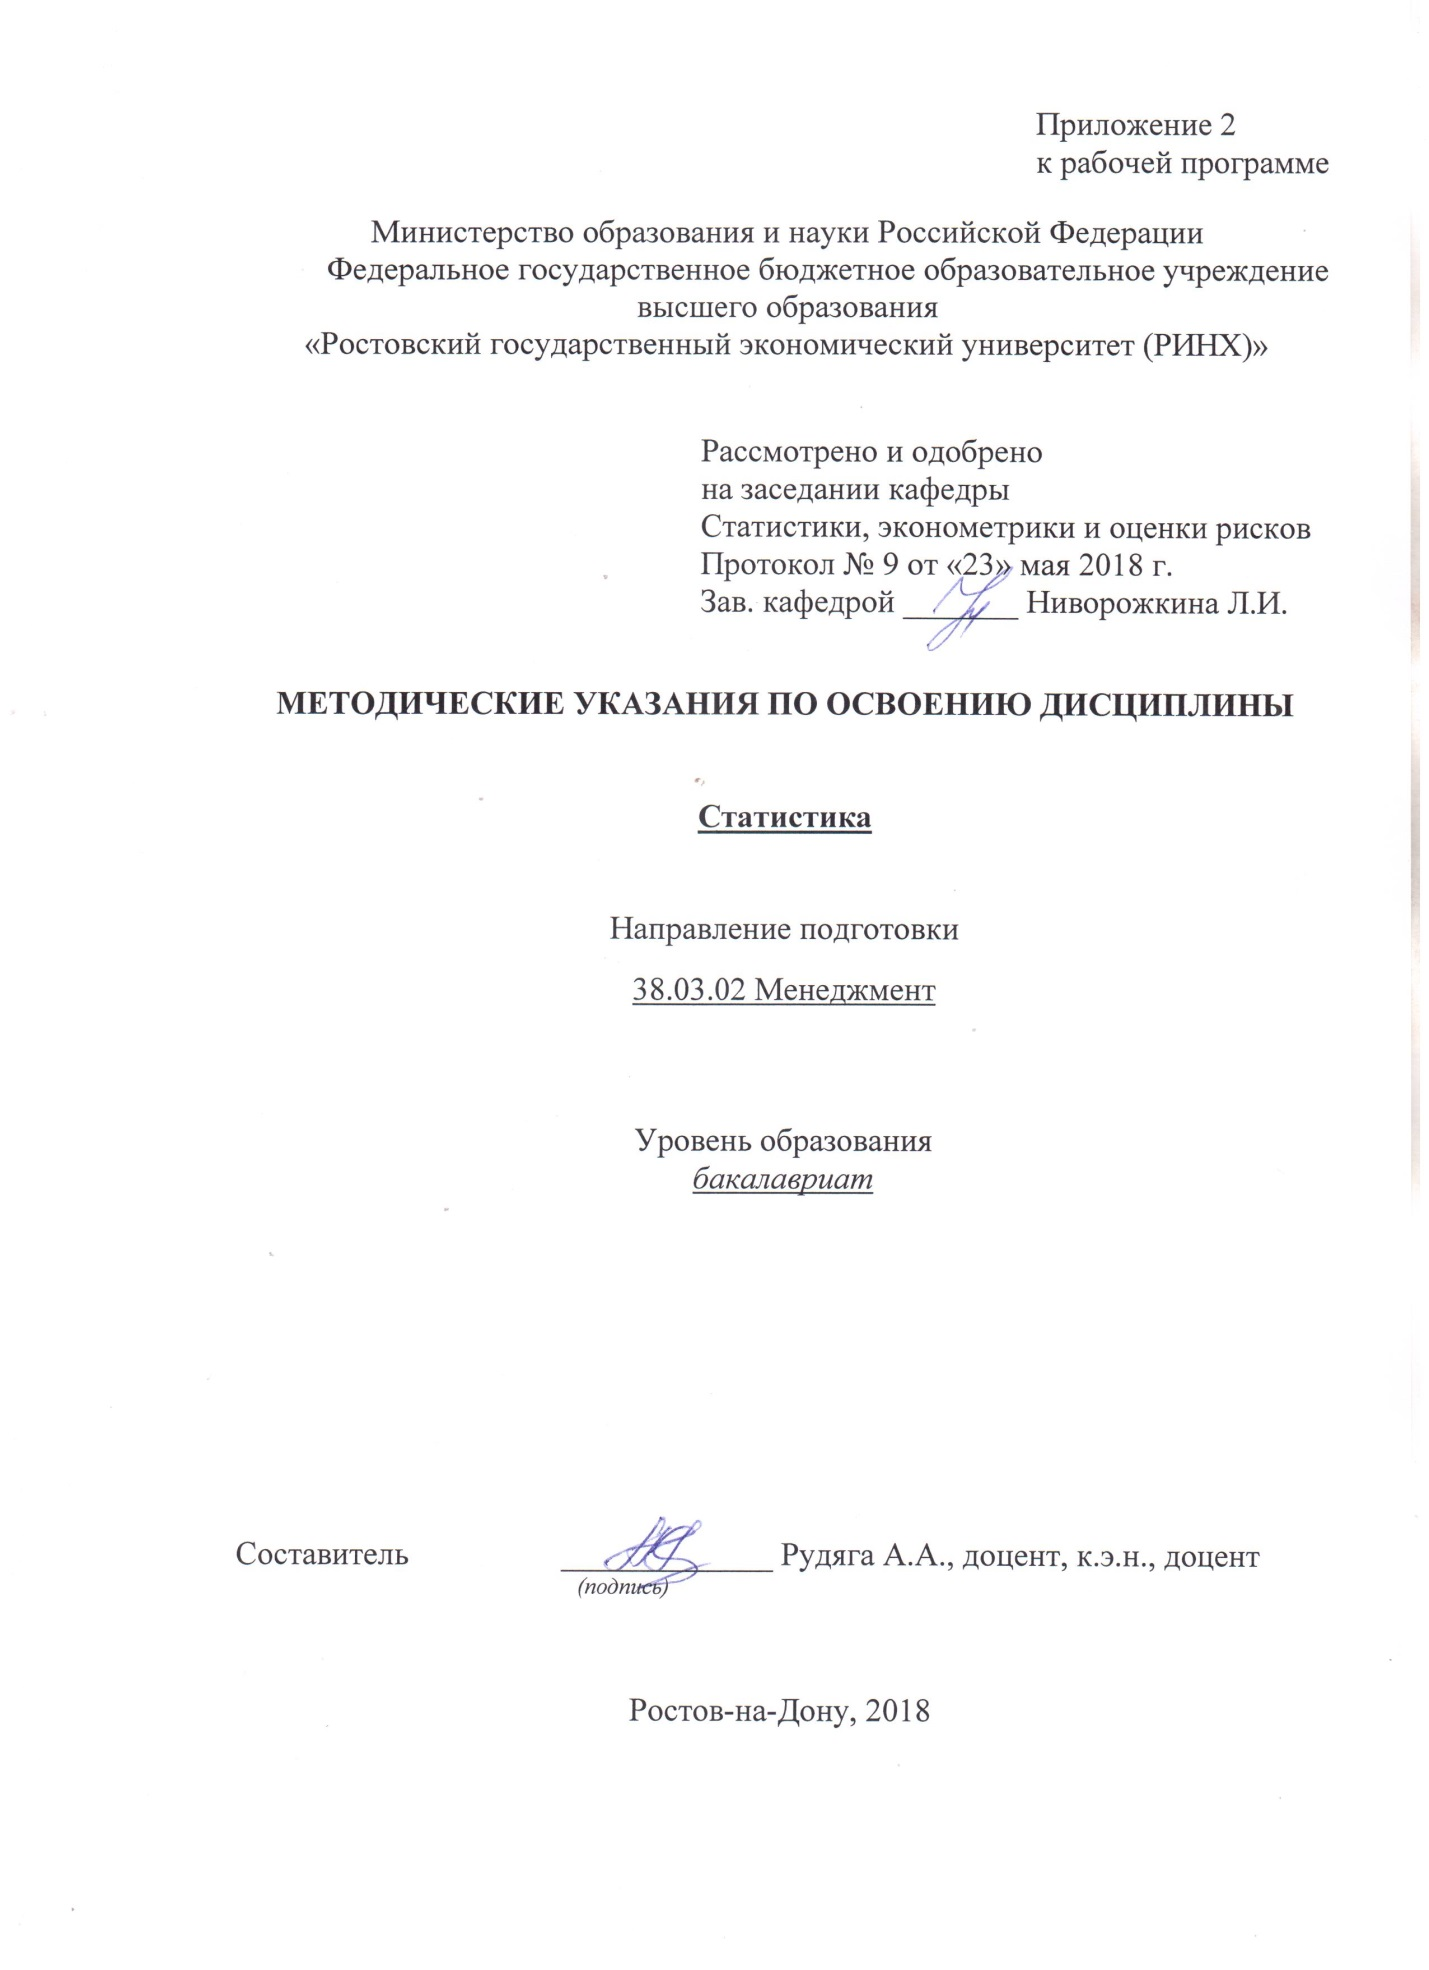 Приложение 2
к рабочей программе
Министерство образования и науки Российской Федерации
Федеральное государственное бюджетное образовательное учреждение
высшего образования
«Ростовский государственный экономический университет (РИНХ)»
Рассмотрено и одобрено
на заседании кафедры
Статистики, эконометрики и оценки рисков
Протокол № 9 от «23» мая 2018 г.
Зав. кафедрой _______ Ниворожкина Л.И.
МЕТОДИЧЕСКИЕ УКАЗАНИЯ ПО ОСВОЕНИЮ ДИСЦИПЛИНЫ
Статистика
Направление подготовки
38.03.02 Менеджмент
Уровень образования
бакалавриат
Составитель _____________ Рудяга А.А., доцент, к.э.н., доцент
(подпись)
Ростов-на-Дону, 2018